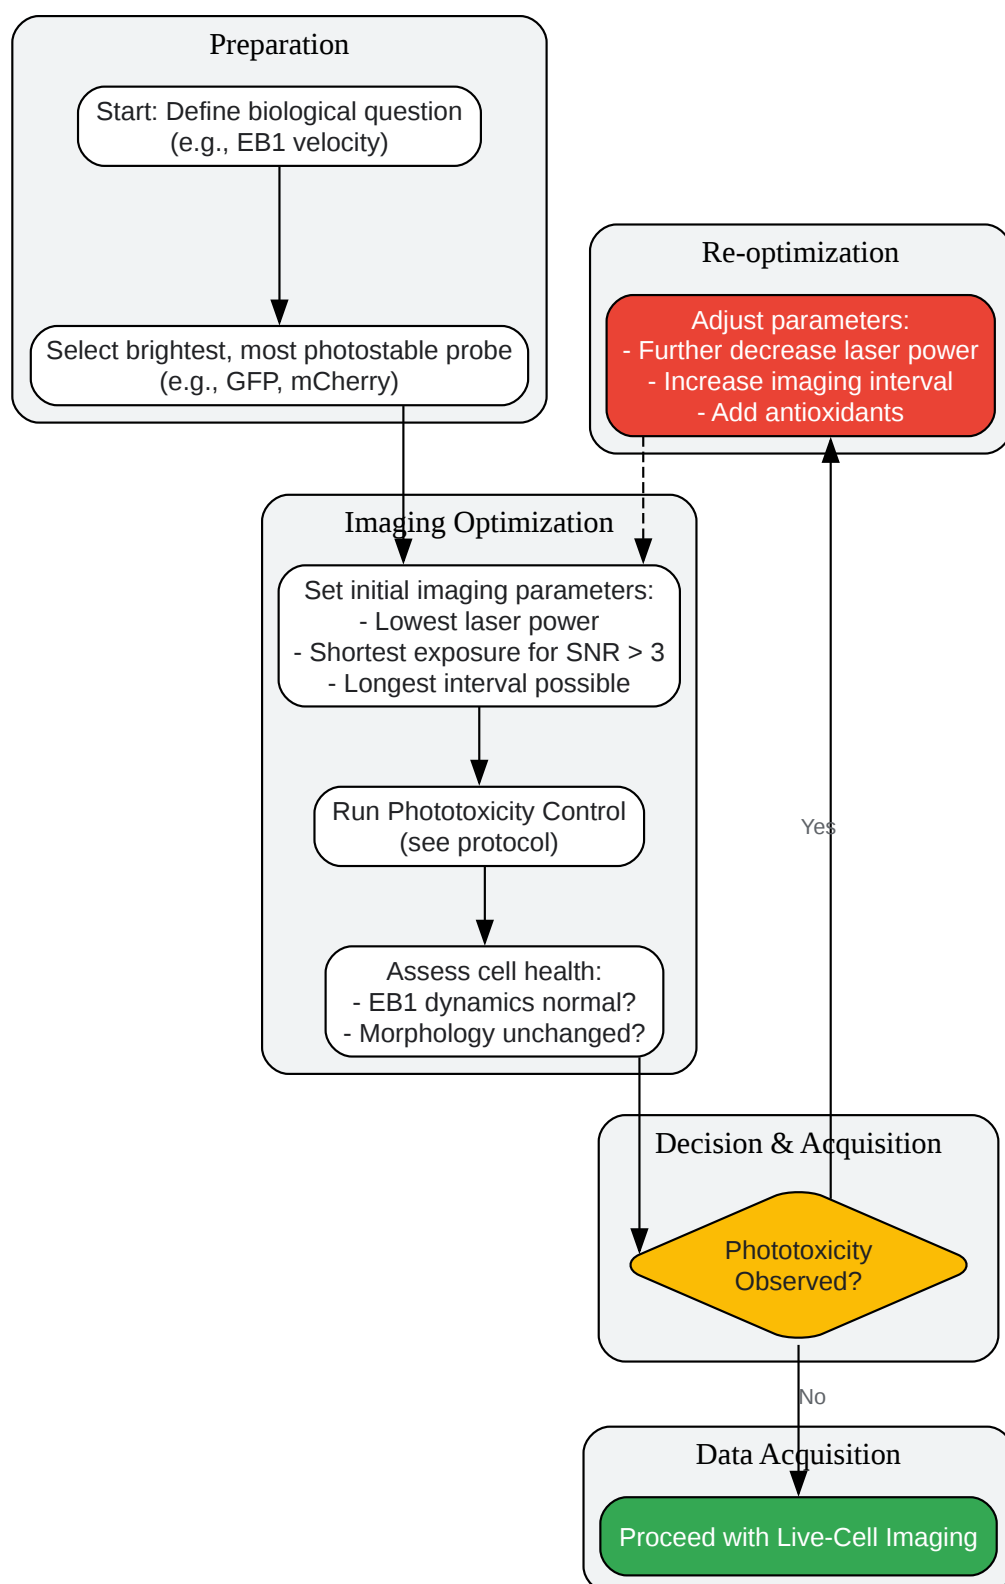 Preparation
Start: Define biological question
(e.g., EB1 velocity)
Select brightest, most photostable probe
(e.g., GFP, mCherry)
Re-optimization
Adjust parameters:
- Further decrease laser power
- Increase imaging interval
- Add antioxidants
Imaging Optimization
Set initial imaging parameters:
- Lowest laser power
- Shortest exposure for SNR > 3
- Longest interval possible
Run Phototoxicity Control
(see protocol)
Yes
Assess cell health:
- EB1 dynamics normal?
- Morphology unchanged?
Decision & Acquisition
Phototoxicity
Observed?
No
Data Acquisition
Proceed with Live-Cell Imaging